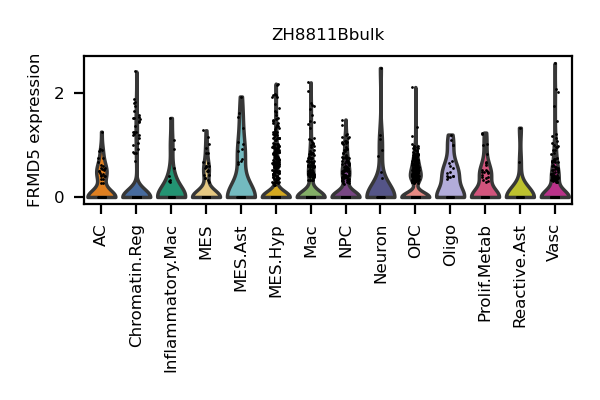 ZH8811Bbulk
FRMD5 expression
2
0
AC
Chromatin.Reg
Inflammatory.Mac
MES
MES.Ast
MES.Hyp
Mac
NPC
Neuron
OPC
Oligo
Prolif.Metab
Reactive.Ast
Vasc